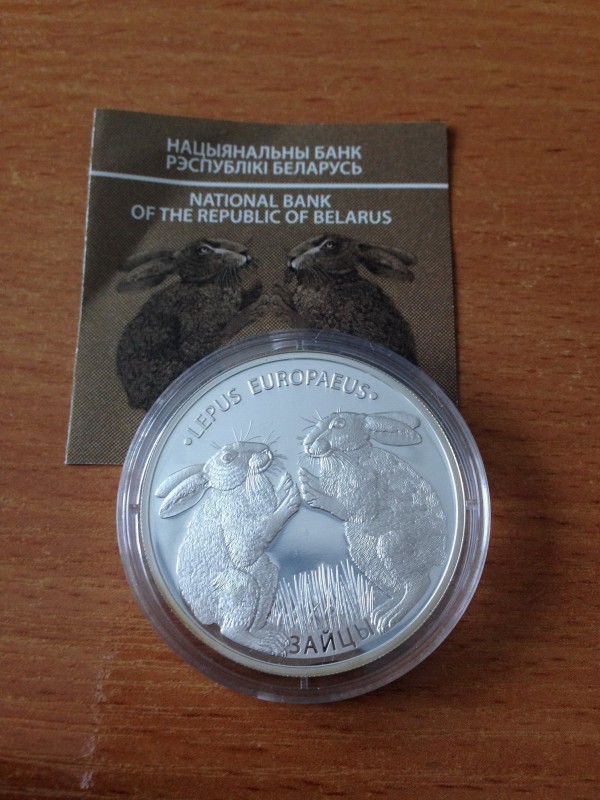 НАЦЫЯНАЛЬНЫ БАНК
РЭСПУБЛІКІ БЕЛАРУСЬ
NATIONAL BANK
OF THE REPUBLIC OF BELARUS
·LEPUS EUROPAEUS·
ЗАЙЦЫ